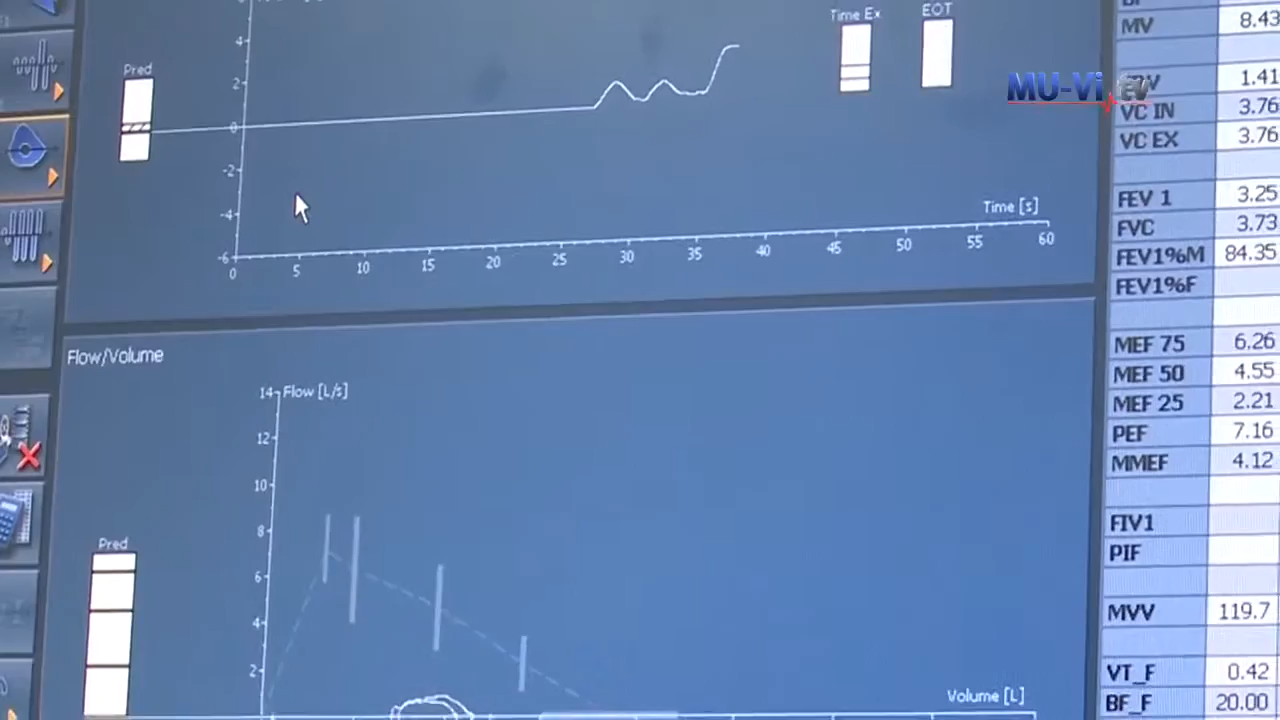 4
2
0
-2
-4
-6
Pred
Time Ex
EOT
Time [s]
0 5 10 15 20 25 30 35 40 45 50 55 60
Flow/Volume
Flow [L/s]
14
12
10
8
6
4
2
Pred
Volume [L]
MU-Vi TV
MV 8.43
1.41
VC IN 3.76
VC EX 3.76
FEV 1 3.25
FVC 3.73
FEV1%M 84.35
FEV1%F
MEF 75 6.26
MEF 50 4.55
MEF 25 2.21
PEF 7.16
MMEF 4.12
FIV1
PIF
MVV 119.7
VT_F 0.42
BF_F 20.00